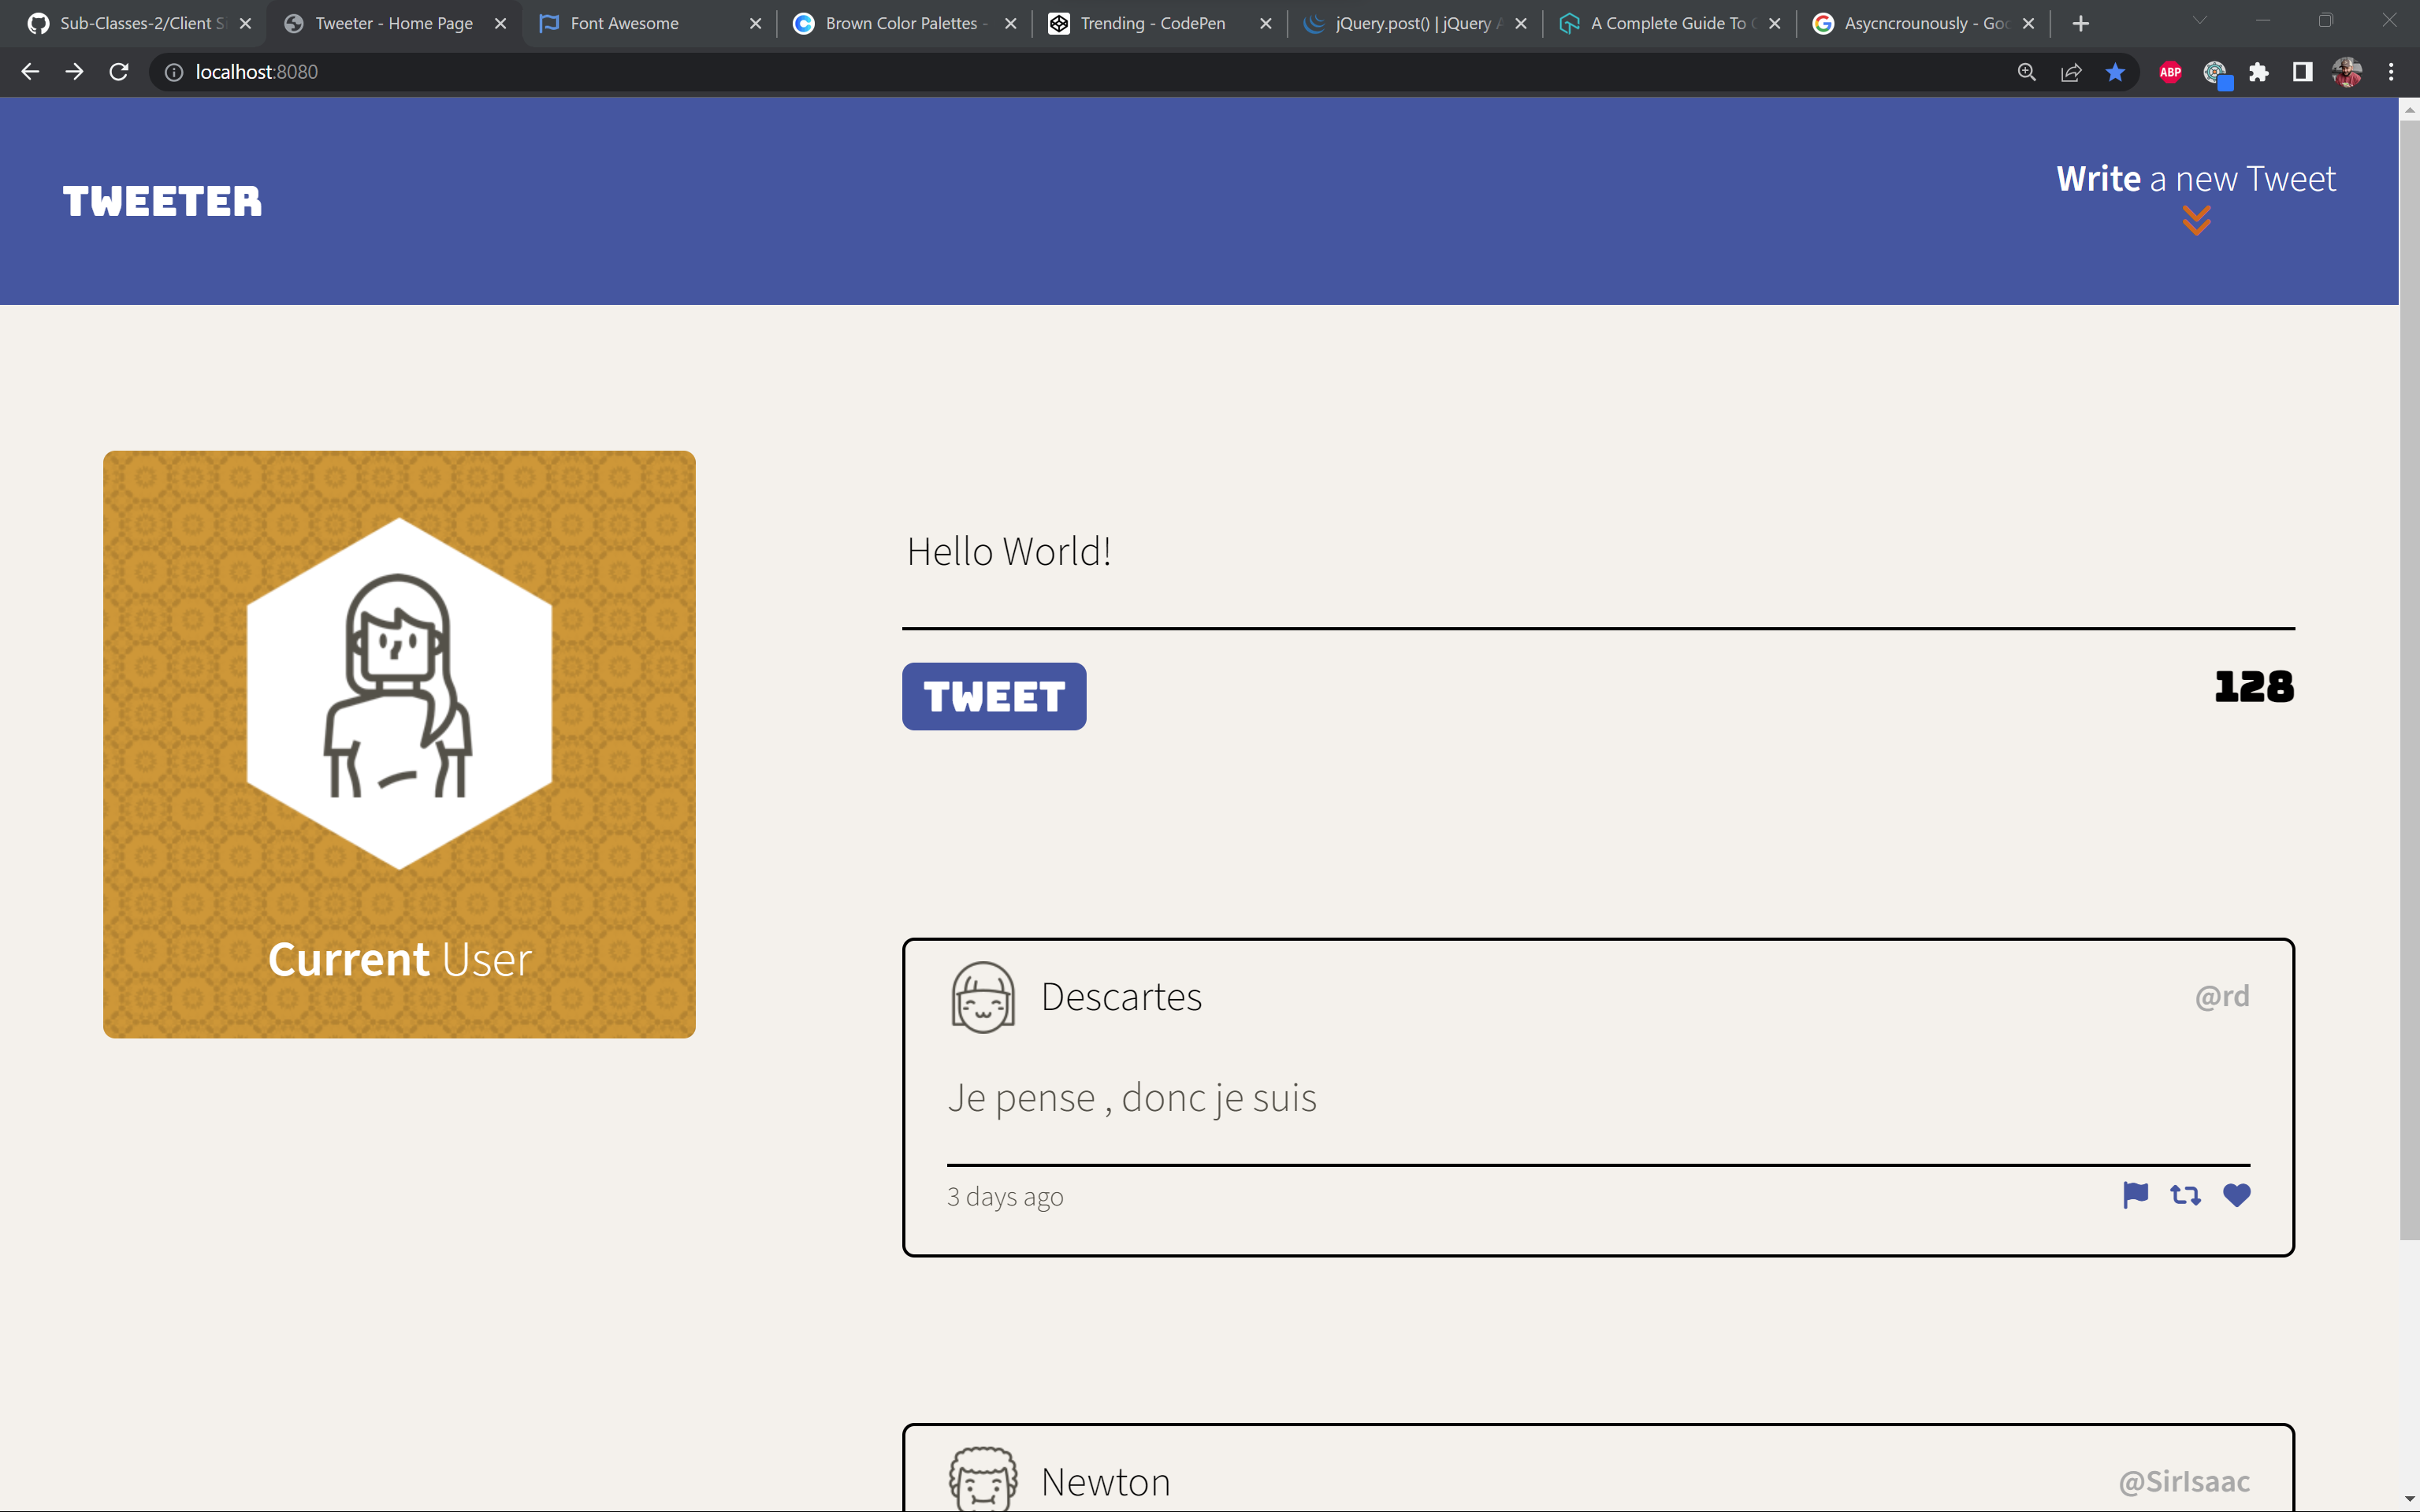 Sub-Classes-2/Client S
Tweeter - Home Page
Font Awesome
Brown Color Palettes -
Trending - CodePen
jQuery.post() | jQuery A
A Complete Guide To C
Asycncrounously - Goo
localhost:8080
ABP
TWEETER
Write a new Tweet
Hello World!
TWEET
128
Current User
Descartes
@rd
Je pense , donc je suis
3 days ago
Newton
@SirIsaac